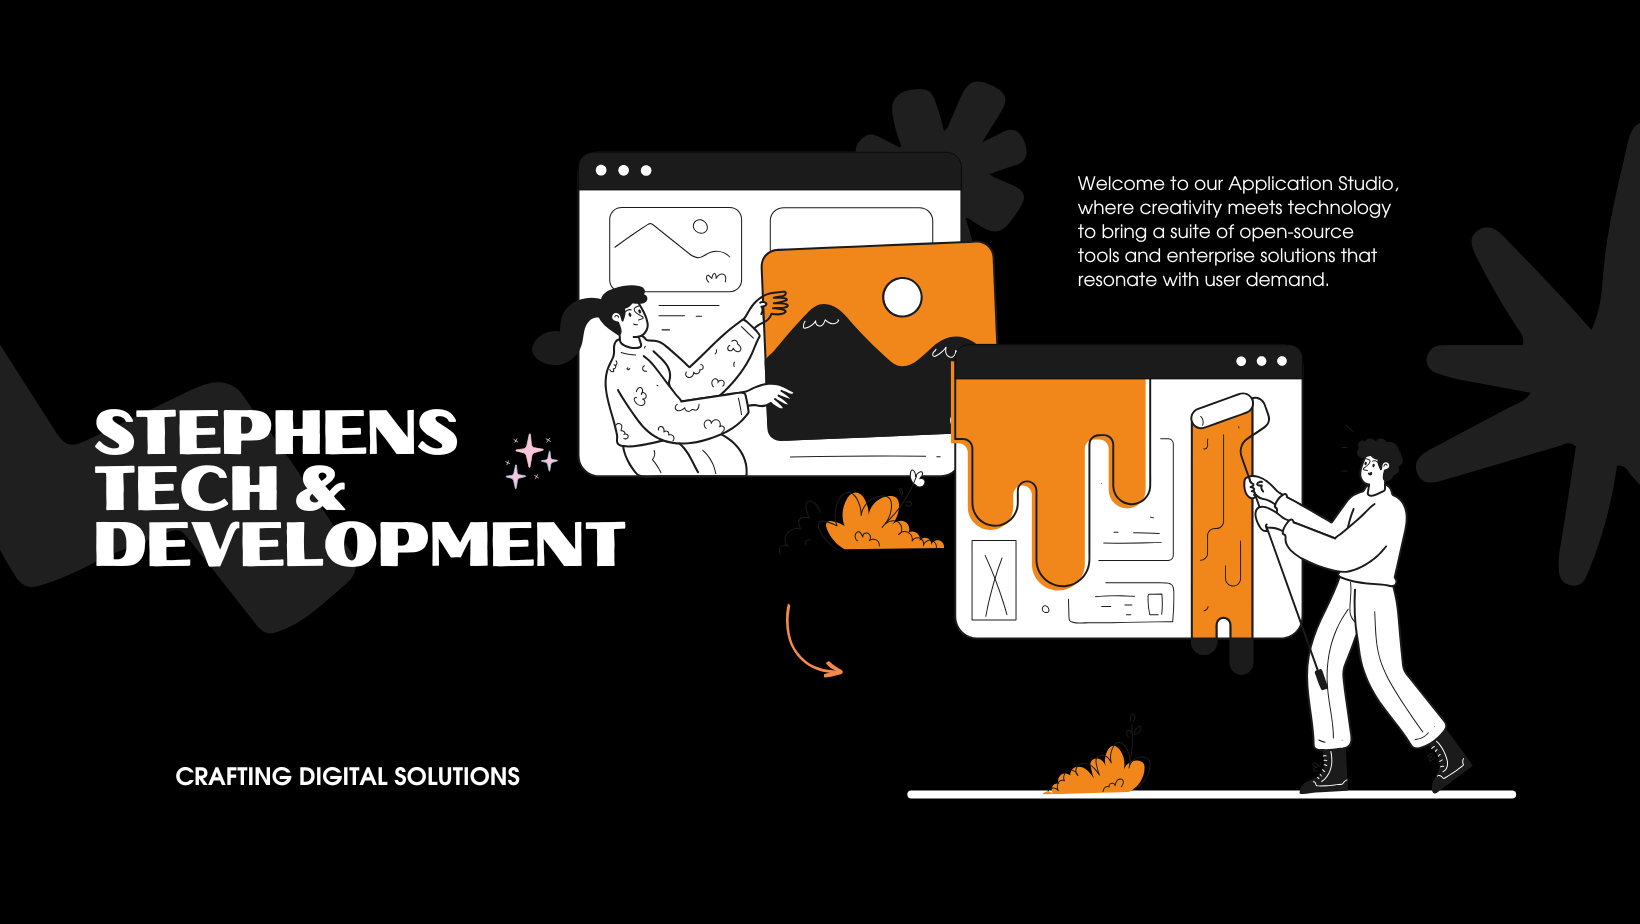 STEPHENS
TECH &
DEVELOPMENT
CRAFTING DIGITAL SOLUTIONS
Welcome to our Application Studio,
where creativity meets technology
to bring a suite of open-source
tools and enterprise solutions that
resonate with user demand.